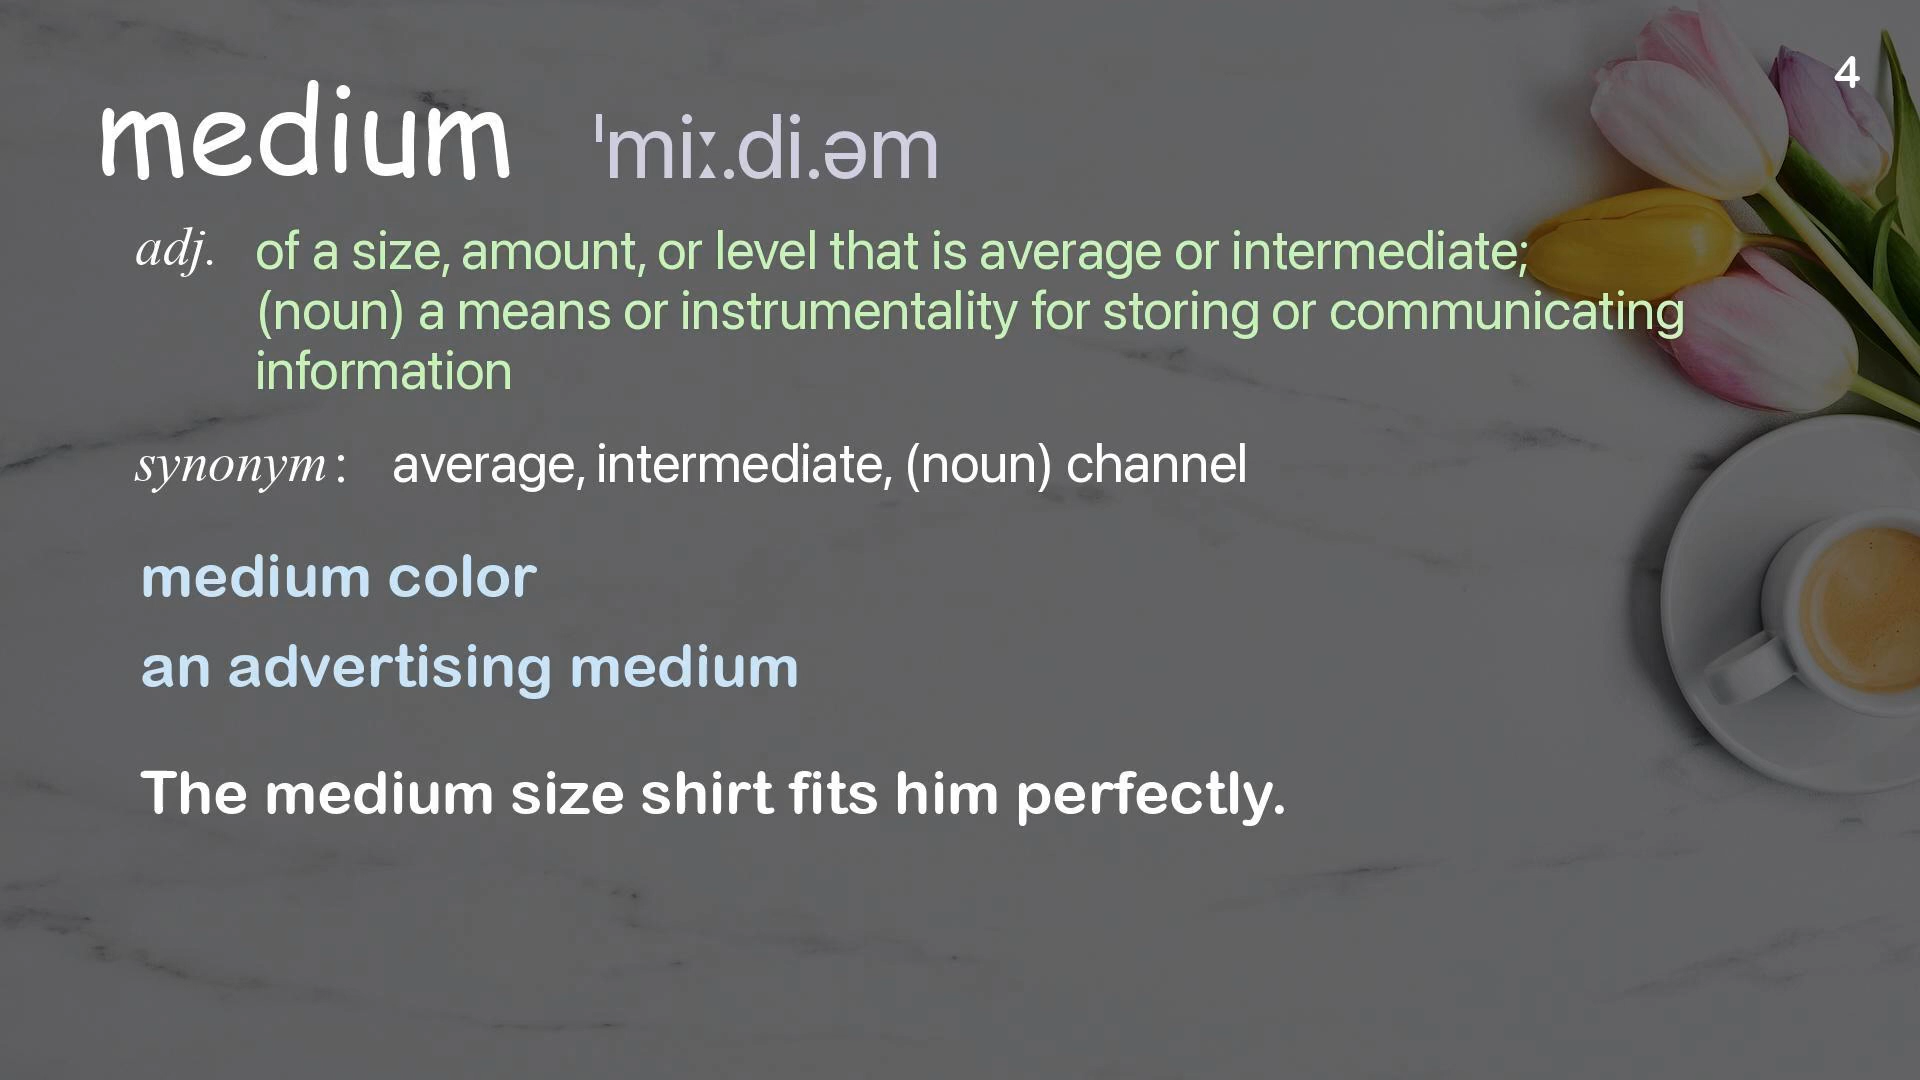 4
medium ˈmiː.di.əm
adj. of a size, amount, or level that is average or intermediate;
(noun) a means or instrumentality for storing or communicating
information
synonym : average, intermediate, (noun) channel
medium color
an advertising medium
The medium size shirt fits him perfectly.